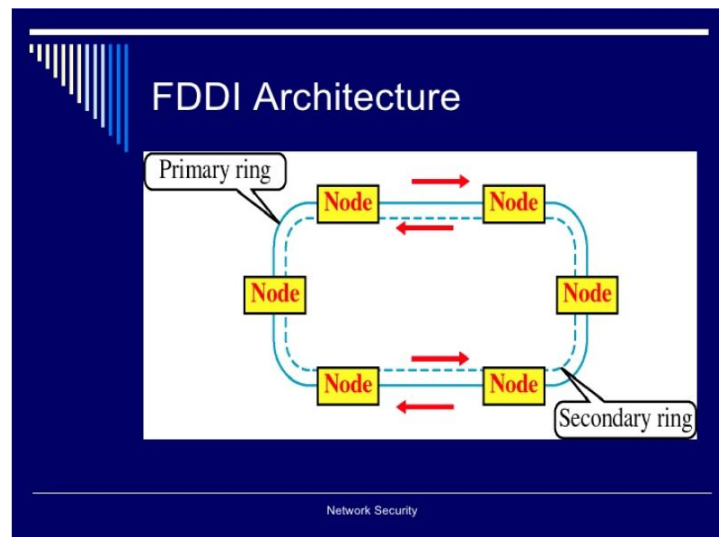 FDDI Architecture
Primary ring
Node
Node
Node
Node
Node
Node
Secondary ring
Network Security